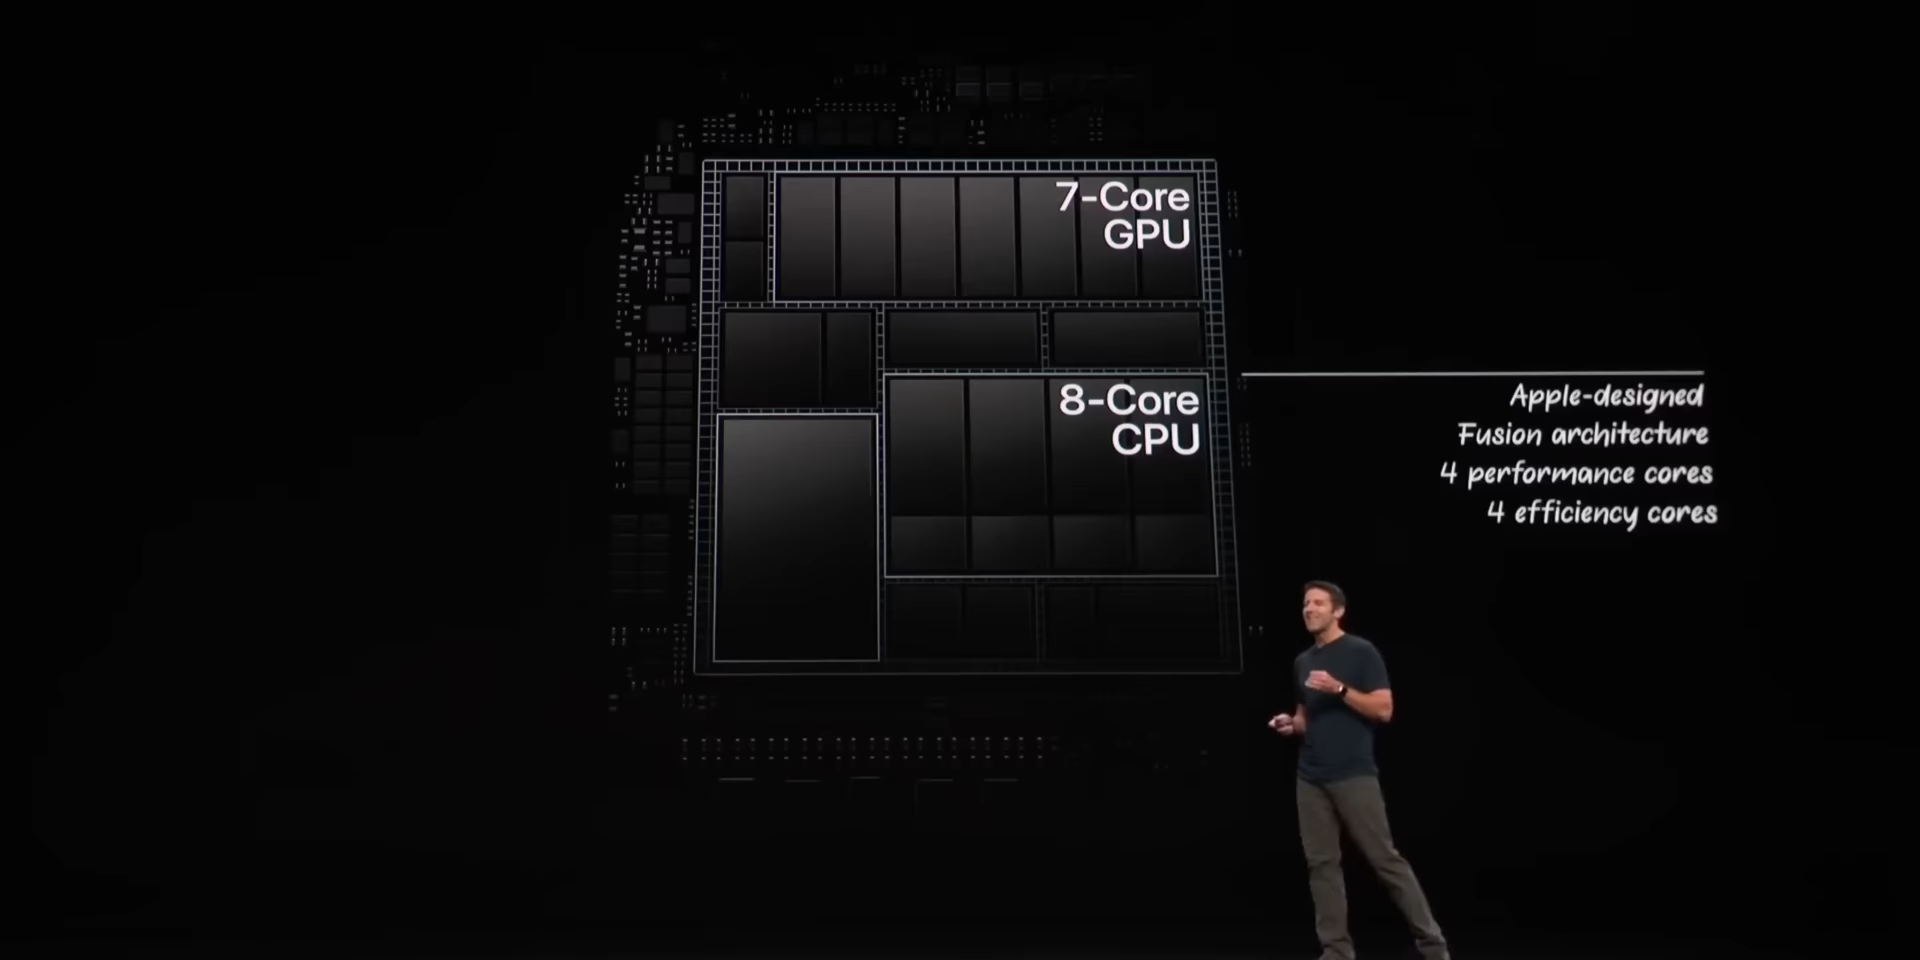 7-Core
GPU
8-Core
CPU
Apple-designed
Fusion architecture
4 performance cores
4 efficiency cores